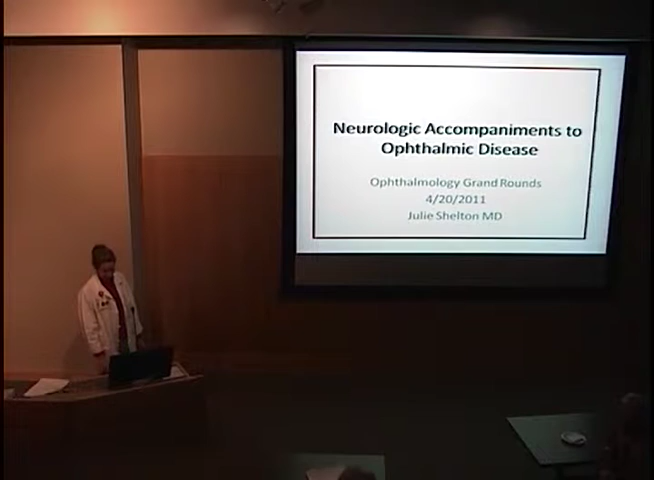 Neurologic Accompaniments to
Ophthalmic Disease
Ophthalmology Grand Rounds
4/20/2011
Julie Shelton MD